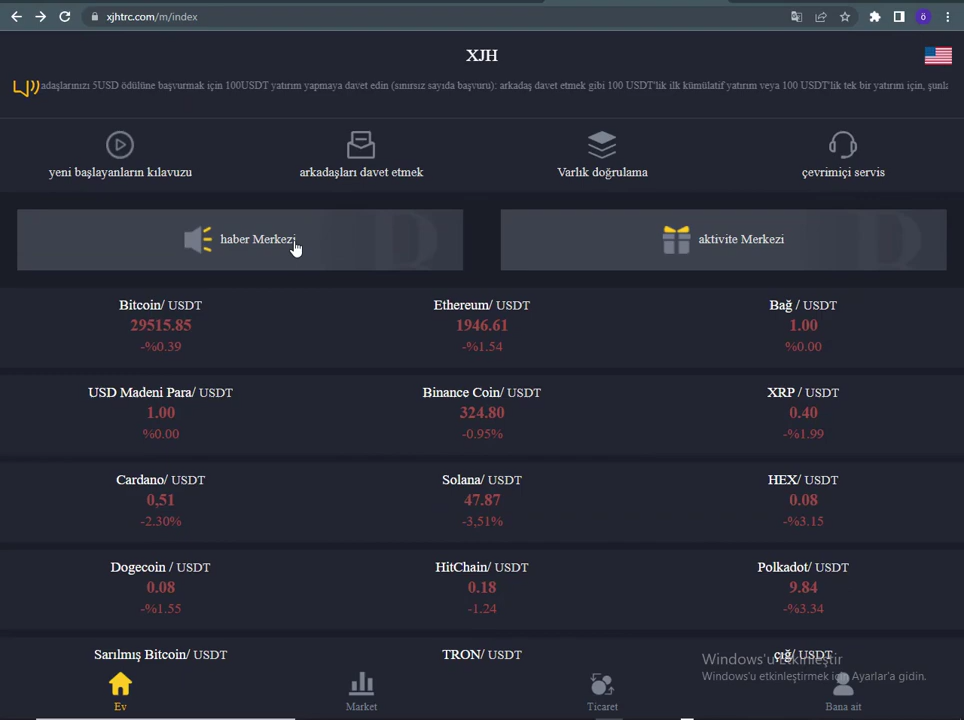 xjhtrc.com/m/index
ö
XJH
adaşlarınızı 5USD ödülüne başvurmak için 100USDT yatırım yapmaya davet edin (sınırsız sayıda başvuru): arkadaş davet etmek gibi 100 USDT'lik ilk kümülatif yatırım veya 100 USDT'lik tek bir yatırım için, şunla
yeni başlayanların kılavuzu arkadaşları davet etmek Varlık doğrulama çevrimiçi servis
haber Merkezi aktivite Merkezi
Bitcoin/ USDT Ethereum/ USDT Bağ / USDT
29515.85 1946.61 1.00
-%0.39 -%1.54 %0.00
USD Madeni Para/ USDT Binance Coin/ USDT XRP / USDT
1.00 324.80 0.40
%0.00 -0.95% -%1.99
Cardano/ USDT Solana/ USDT HEX/ USDT
0,51 47.87 0.08
-2.30% -3,51% -%3.15
Dogecoin / USDT HitChain/ USDT Polkadot/ USDT
0.08 0.18 9.84
-%1.55 -1.24 -%3.34
Sarılmış Bitcoin/ USDT TRON/ USDT çığ/ USDT
Windows'u Etkinleştir
Windows'u etkinleştirmek için Ayarlar'a gidin.
Ev Market Ticaret Bana ait